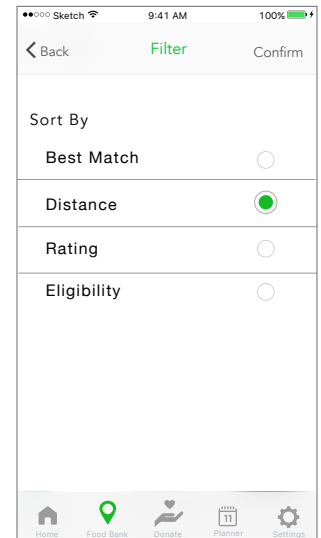 Sketch 9:41 AM 100%
Back Filter Confirm
Sort By
Best Match
Distance
Rating
Eligibility
11
Home Food Bank Donate Planner Settings